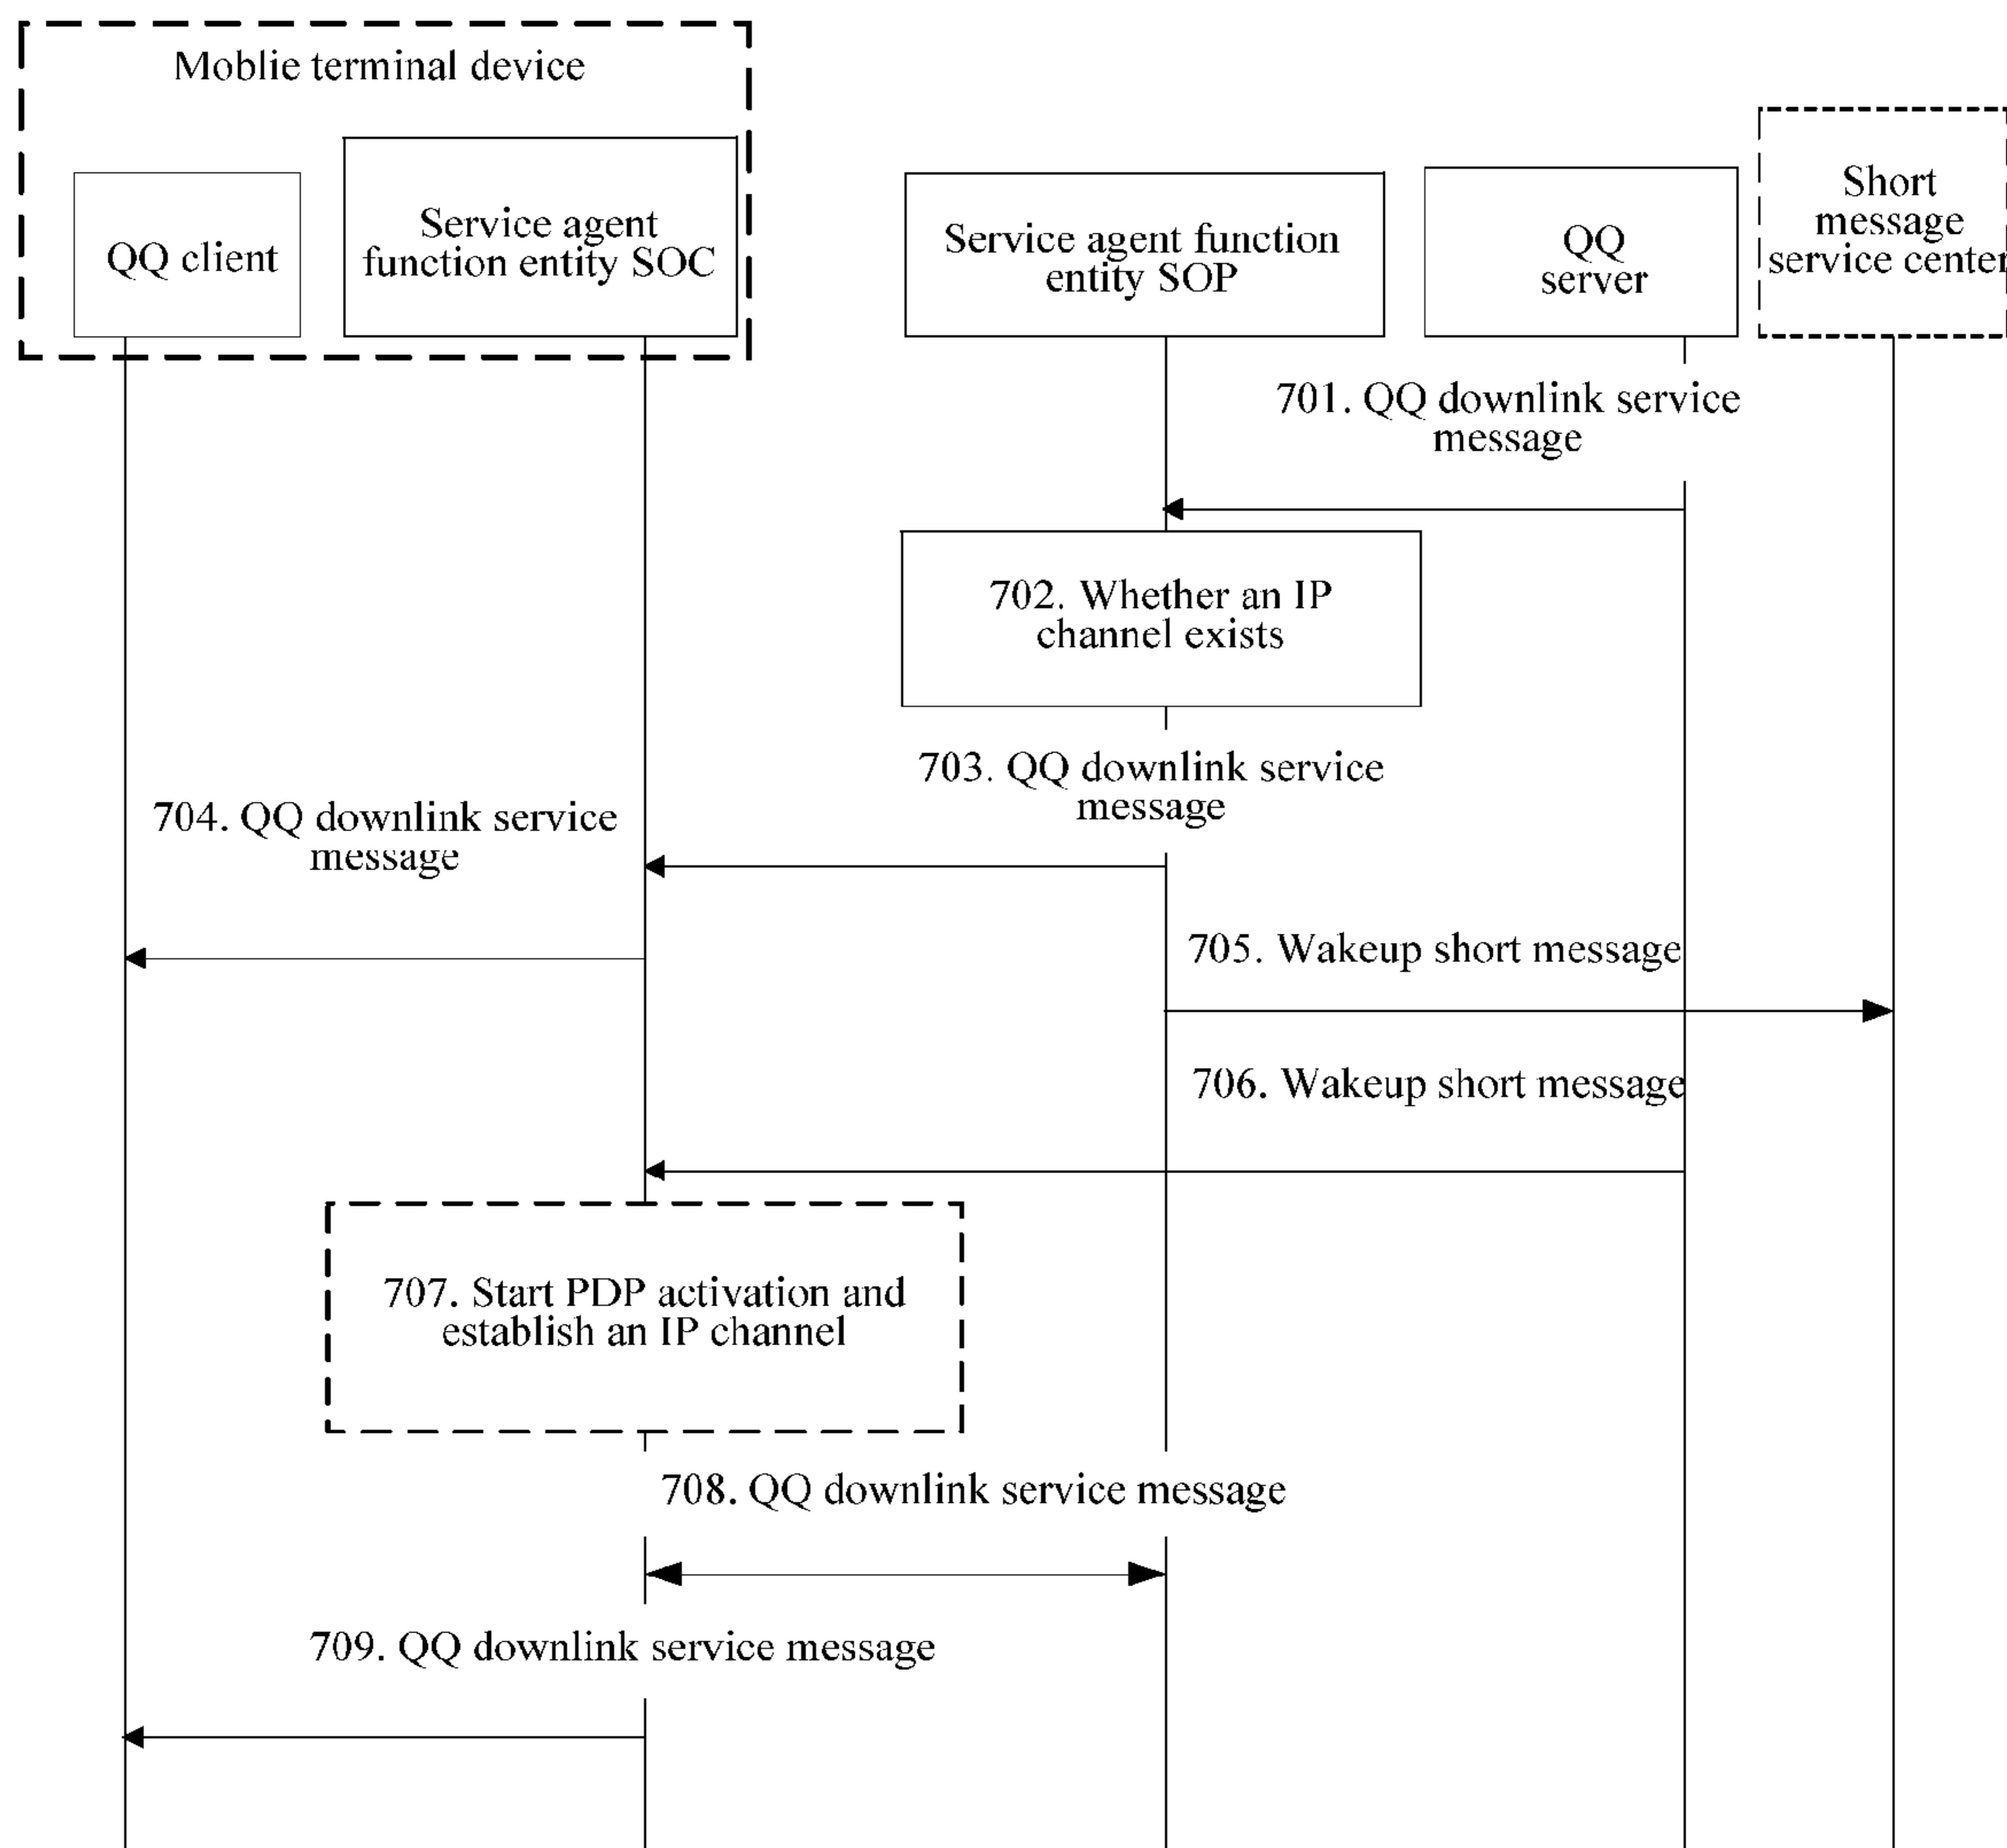 Moblie terminal device
QQ client
Service agent
function entity SOC
Service agent function
entity SOP
QQ
server
Short
message
service center
701. QQ downlink service
message
702. Whether an IP
channel exists
703. QQ downlink service
message
704. QQ downlink service
message
705. Wakeup short message
706. Wakeup short message
707. Start PDP activation and
establish an IP channel
708. QQ downlink service message
709. QQ downlink service message